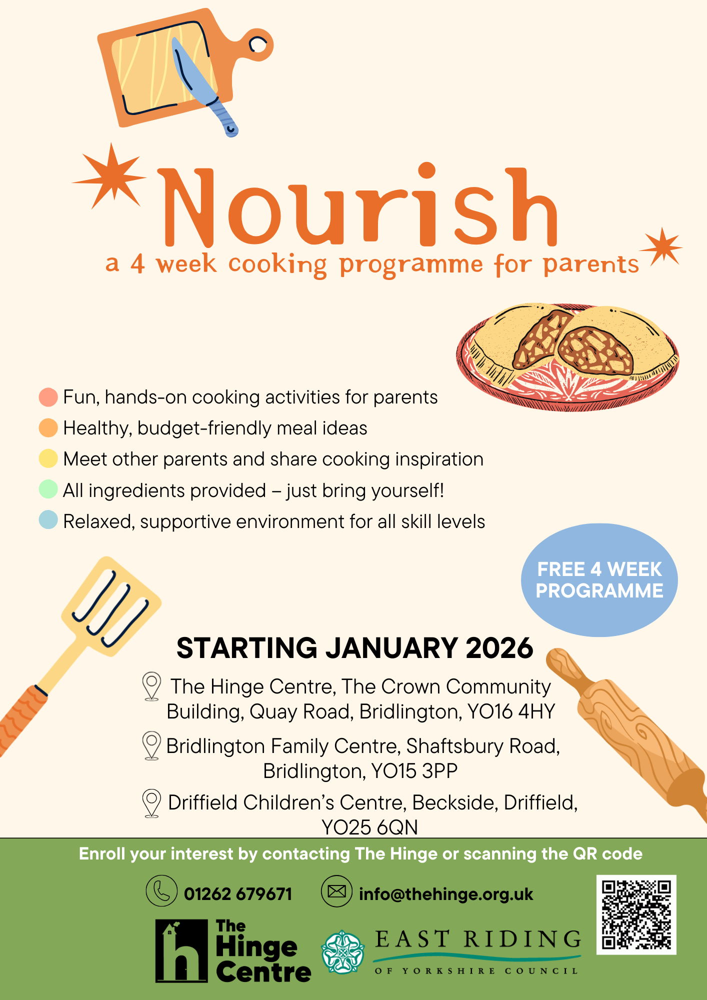 Nourish
a 4 week cooking programme for parents
Fun, hands-on cooking activities for parents
Healthy, budget-friendly meal ideas
Meet other parents and share cooking inspiration
All ingredients provided – just bring yourself!
Relaxed, supportive environment for all skill levels
FREE 4 WEEK
PROGRAMME
STARTING JANUARY 2026
The Hinge Centre, The Crown Community
Building, Quay Road, Bridlington, YO16 4HY
Bridlington Family Centre, Shaftsbury Road,
Bridlington, YO15 3PP
Driffield Children’s Centre, Beckside, Driffield,
YO25 6QN
Enroll your interest by contacting The Hinge or scanning the QR code
01262 679671
info@thehinge.org.uk
h
The
Hinge
Centre
EAST RIDING
OF YORKSHIRE COUNCIL